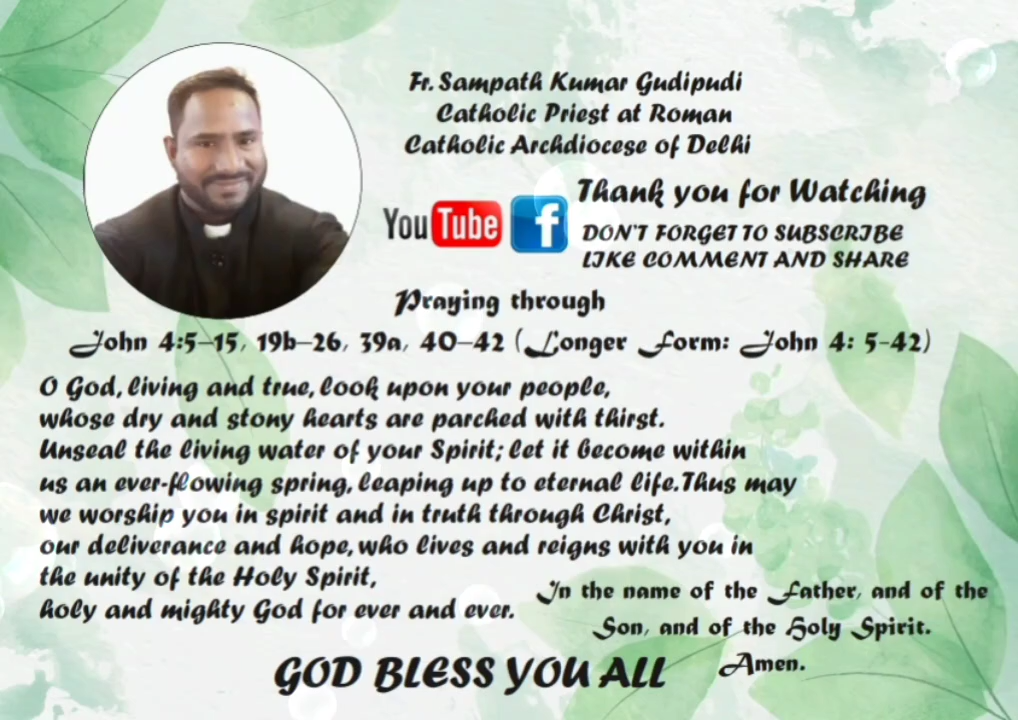 Fr. Sampath Kumar Gudipudi
Catholic Priest at Roman
Catholic Archdiocese of Delhi
YouTube f
Thank you for Watching
DON'T FORGET TO SUBSCRIBE
LIKE COMMENT AND SHARE
Praying through
John 4:5–15, 19b–26, 39a, 40–42 (Longer Form: John 4: 5-42)
O God, living and true, look upon your people,
whose dry and stony hearts are parched with thirst.
Unseal the living water of your Spirit; let it become within
us an ever-flowing spring, leaping up to eternal life.Thus may
we worship you in spirit and in truth through Christ,
our deliverance and hope, who lives and reigns with you in
the unity of the Holy Spirit,
holy and mighty God for ever and ever.
In the name of the Father, and of the
Son, and of the Holy Spirit.
Amen.
GOD BLESS YOU ALL